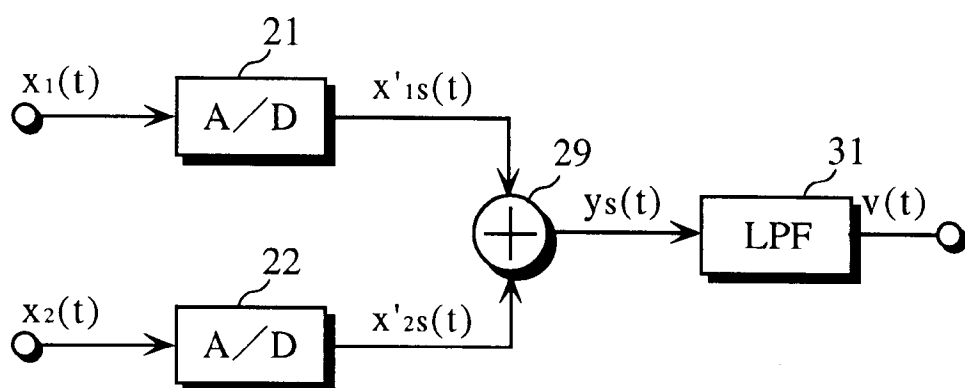 21
x1(t)
A/D
x'1s(t)
29
31
ys(t)
LPF
v(t)
22
x2(t)
A/D
x'2s(t)